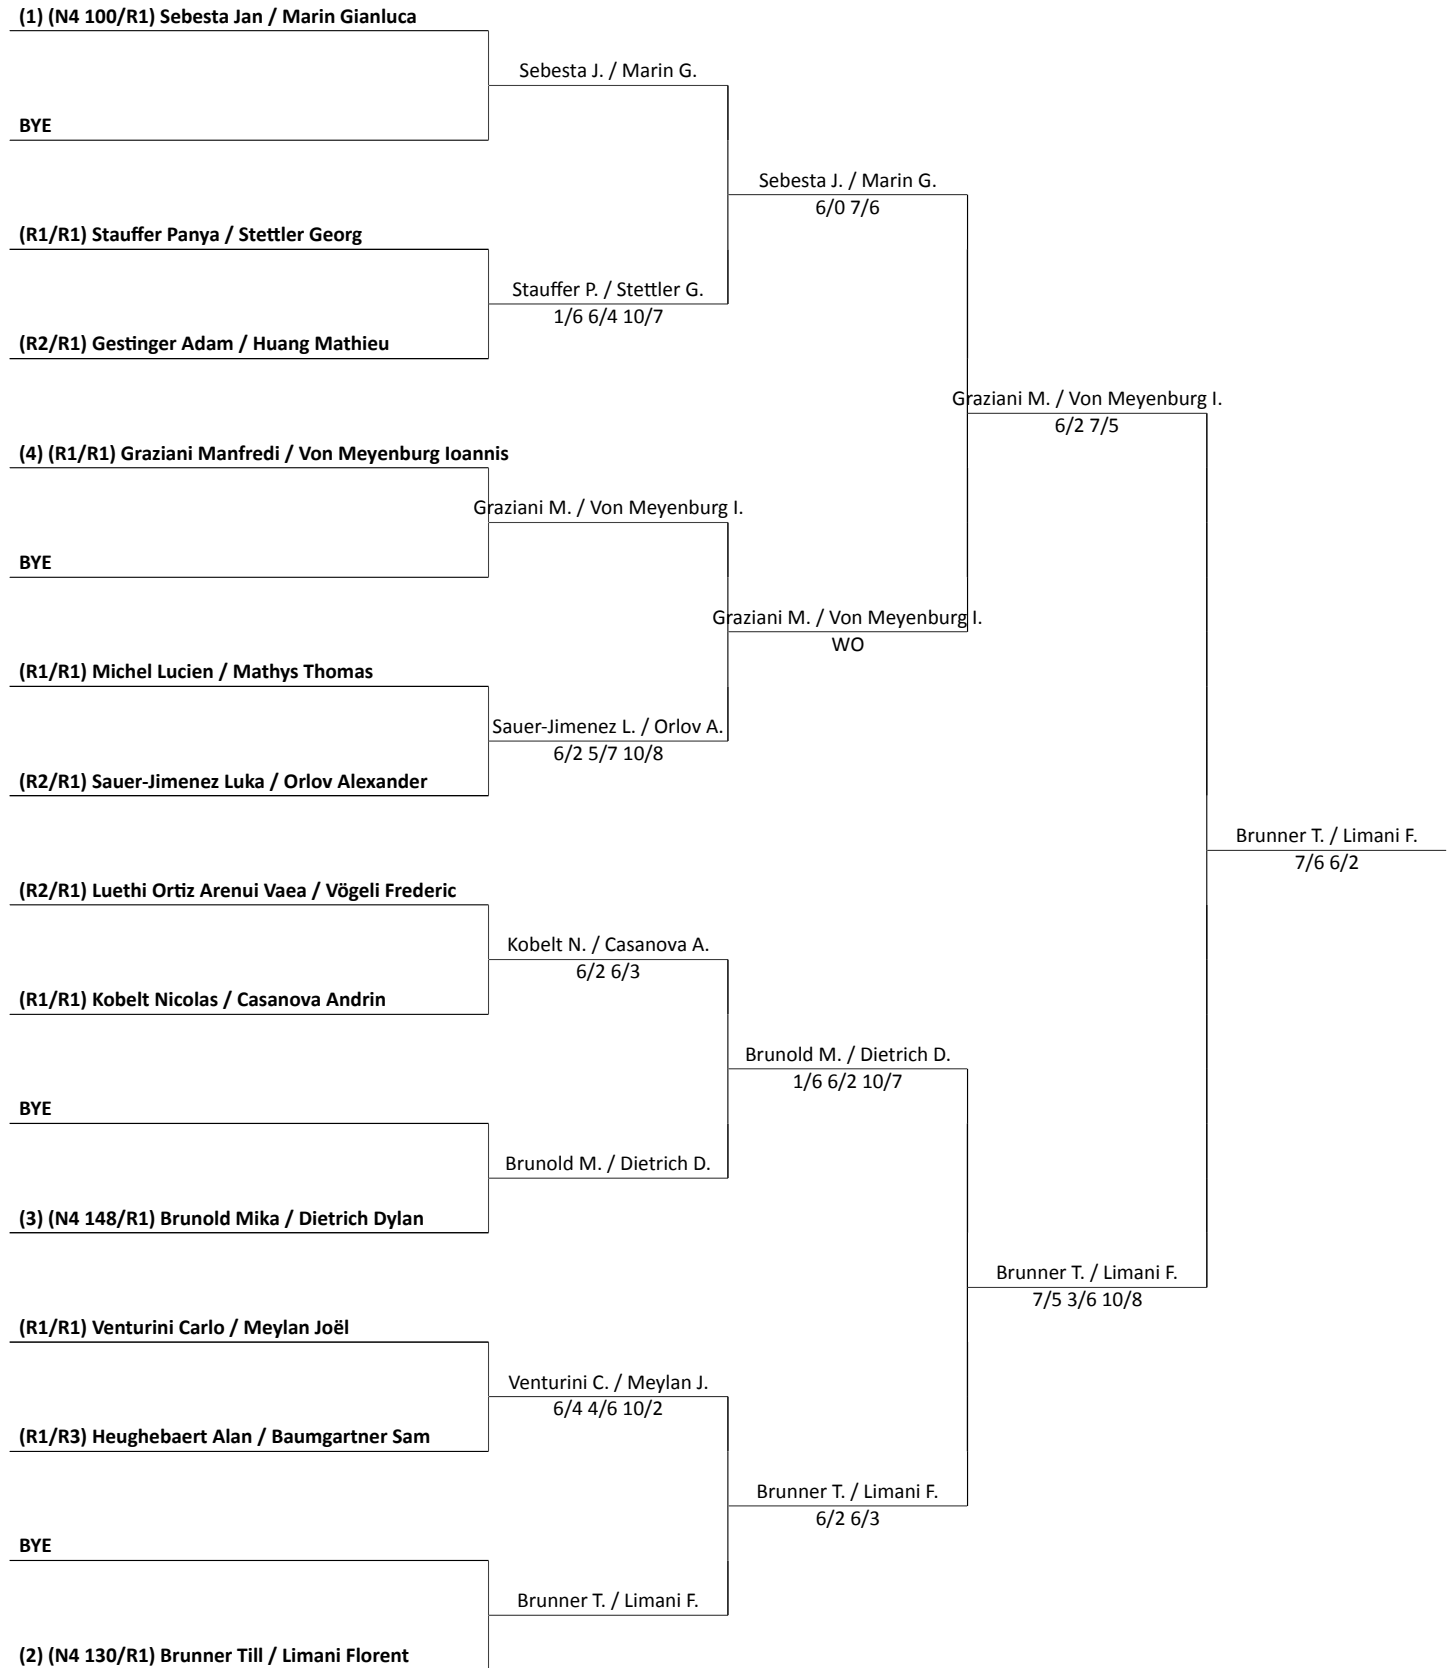 (1) (N4 100/R1) Sebesta Jan / Marin Gianluca
Sebesta J. / Marin G.
BYE
Sebesta J. / Marin G.
6/0 7/6
(R1/R1) Stauffer Panya / Stettler Georg
Stauffer P. / Stettler G.
1/6 6/4 10/7
(R2/R1) Gestinger Adam / Huang Mathieu
Graziani M. / Von Meyenburg I.
6/2 7/5
(4) (R1/R1) Graziani Manfredi / Von Meyenburg Ioannis
Graziani M. / Von Meyenburg I.
BYE
Graziani M. / Von Meyenburg I.
WO
(R1/R1) Michel Lucien / Mathys Thomas
Sauer-Jimenez L. / Orlov A.
6/2 5/7 10/8
(R2/R1) Sauer-Jimenez Luka / Orlov Alexander
Brunner T. / Limani F.
7/6 6/2
(R2/R1) Luethi Ortiz Arenui Vaea / Vögeli Frederic
Kobelt N. / Casanova A.
6/2 6/3
(R1/R1) Kobelt Nicolas / Casanova Andrin
Brunold M. / Dietrich D.
1/6 6/2 10/7
BYE
Brunold M. / Dietrich D.
(3) (N4 148/R1) Brunold Mika / Dietrich Dylan
Brunner T. / Limani F.
7/5 3/6 10/8
(R1/R1) Venturini Carlo / Meylan Joël
Venturini C. / Meylan J.
6/4 4/6 10/2
(R1/R3) Heughebaert Alan / Baumgartner Sam
Brunner T. / Limani F.
6/2 6/3
BYE
Brunner T. / Limani F.
(2) (N4 130/R1) Brunner Till / Limani Florent